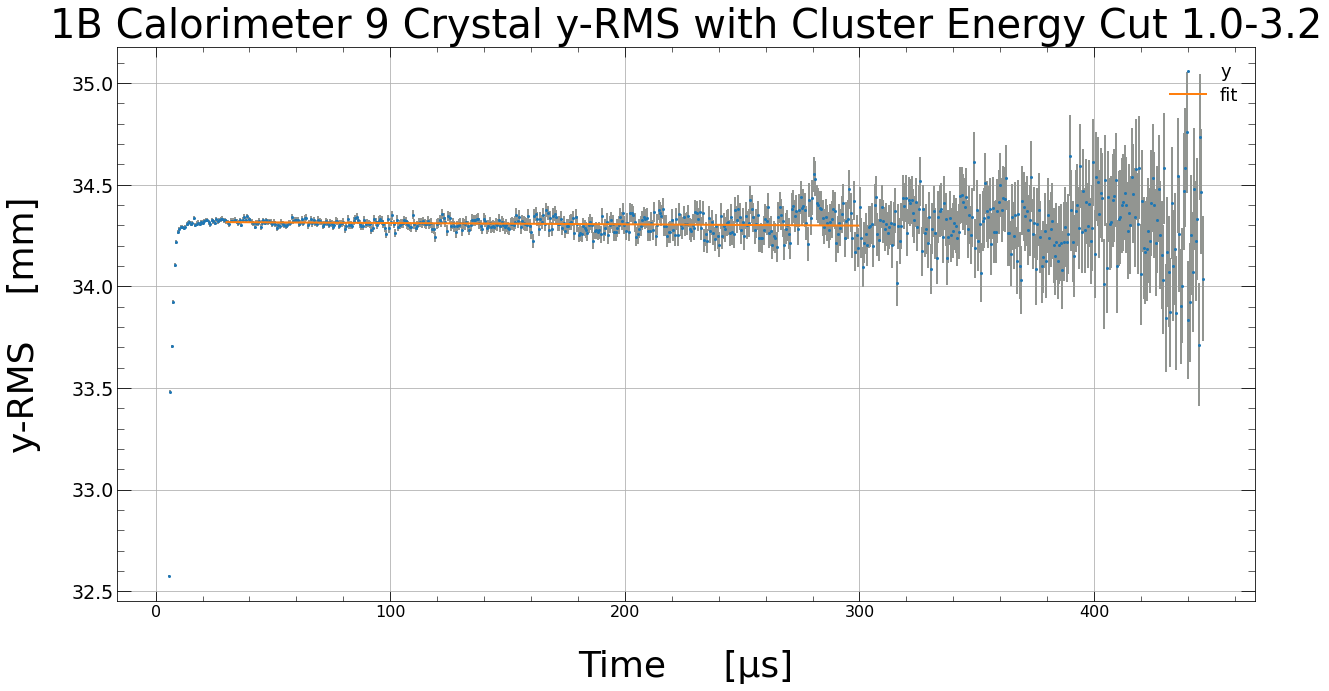 1B Calorimeter 9 Crystal y-RMS with Cluster Energy Cut 1.0-3.2
y
fit
35.0
34.5
34.0
33.5
33.0
32.5
y-RMS [mm]
0 100 200 300 400
Time [µs]